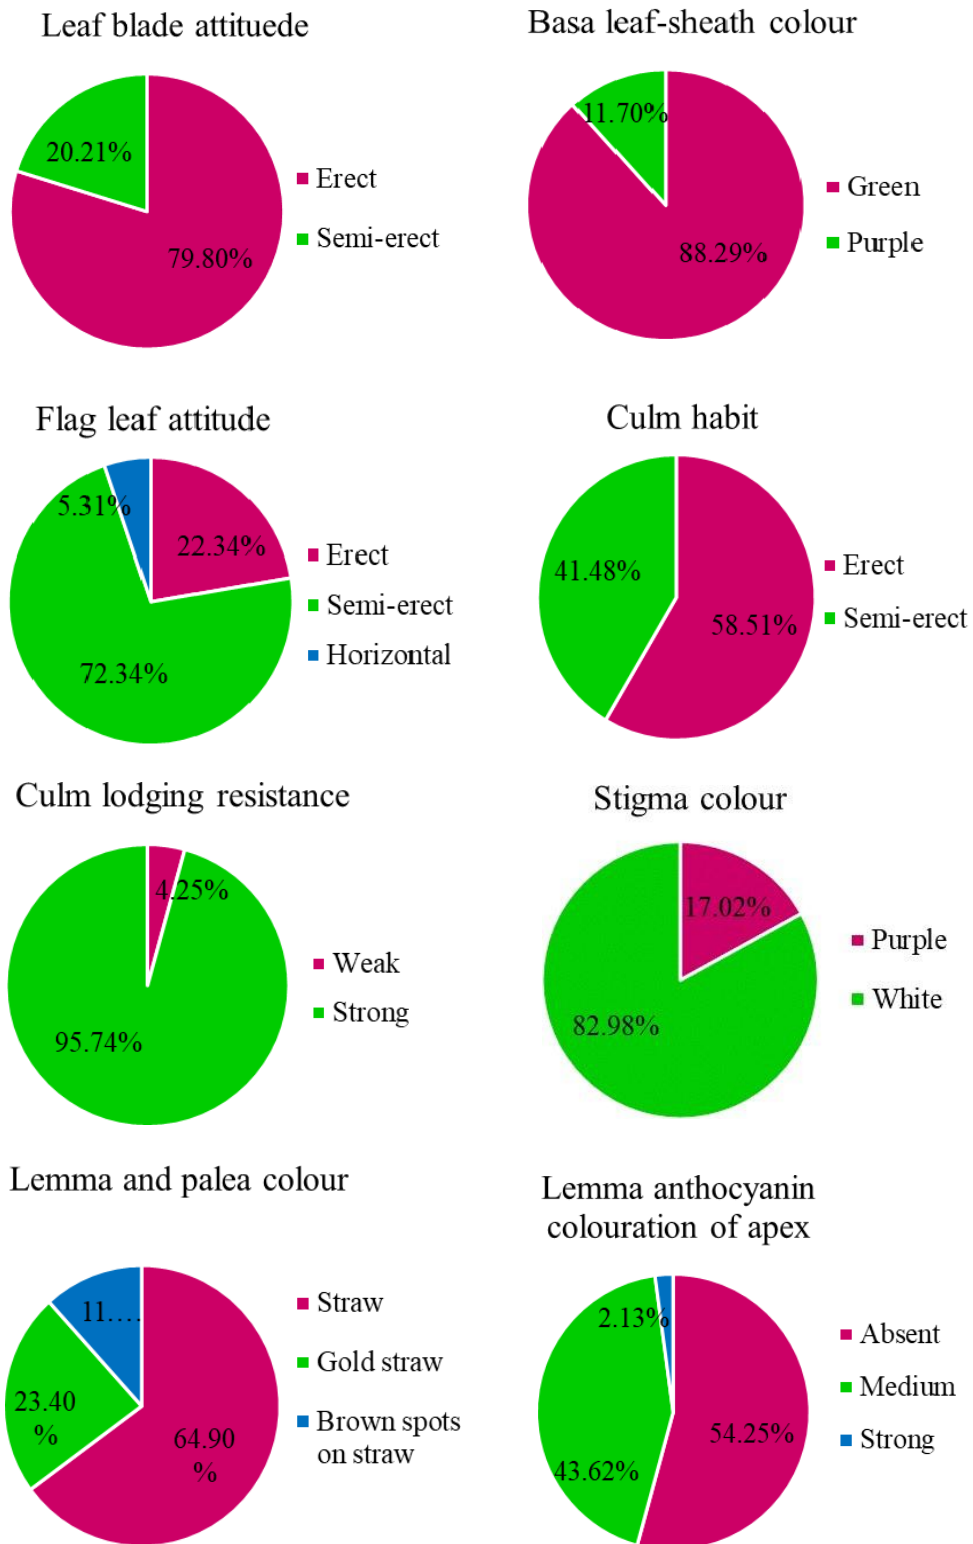 Leaf blade attituede
20.21%
79.80%
Erect
Semi-erect
Basa leaf-sheath colour
11.70%
88.29%
Green
Purple
Flag leaf attitude
5.31%
22.34%
72.34%
Erect
Semi-erect
Horizontal
Culm habit
41.48%
58.51%
Erect
Semi-erect
Culm lodging resistance
4.25%
95.74%
Weak
Strong
Stigma colour
17.02%
82.98%
Purple
White
Lemma and palea colour
11.…
23.40
%
64.90
%
Straw
Gold straw
Brown spots
on straw
Lemma anthocyanin
colouration of apex
2.13%
54.25%
43.62%
Absent
Medium
Strong